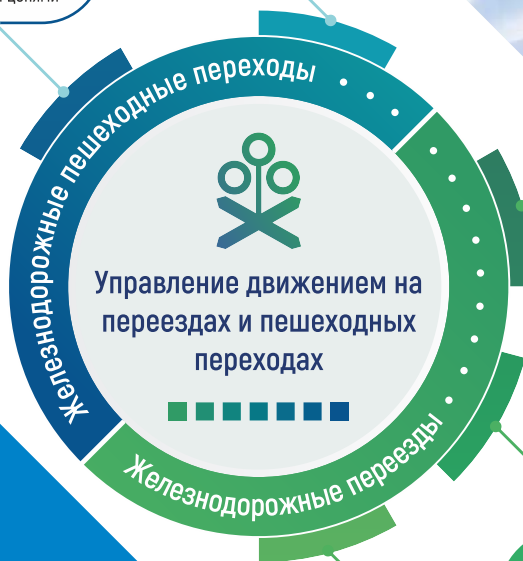 Железнодорожные пешеходные переходы
Управление движением на
переездах и пешеходных
переходах
Железнодорожные переезды